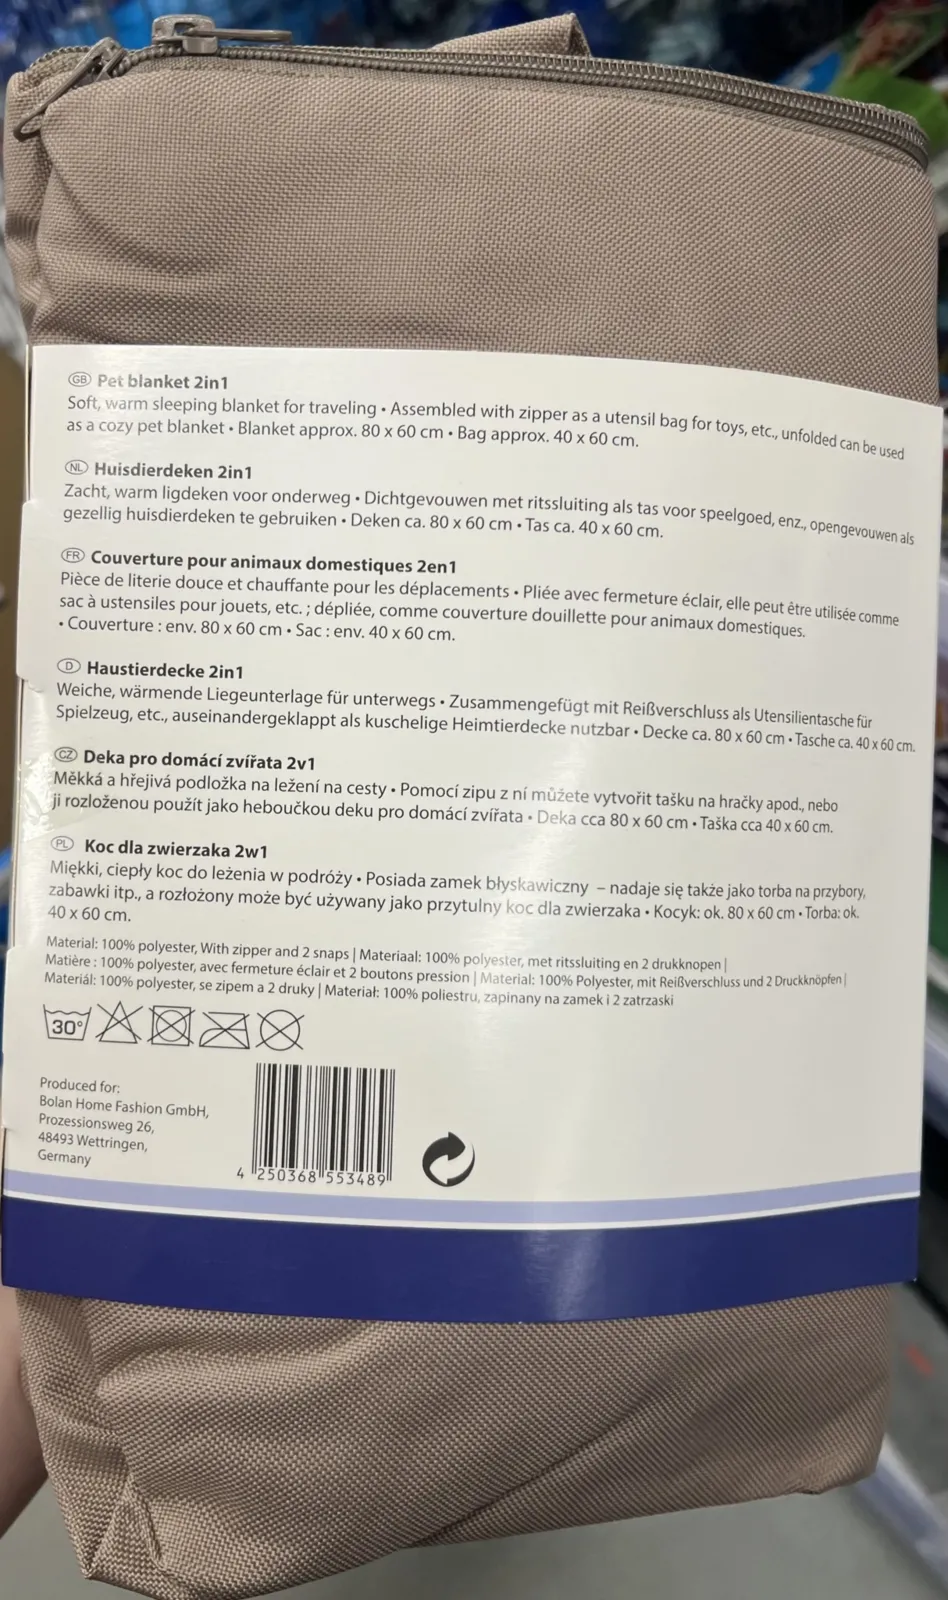 GB Pet blanket 2in1
Soft, warm sleeping blanket for traveling • Assembled with zipper as a utensil bag for toys, etc., unfolded can be used
as a cozy pet blanket • Blanket approx. 80 x 60 cm • Bag approx. 40 x 60 cm.
NL Huisdierdeken 2in1
Zacht, warm ligdeken voor onderweg • Dichtgevouwen met ritssluiting als tas voor speelgoed, enz., opengevouwen als
gezellig huisdierdeken te gebruiken • Deken ca. 80 x 60 cm • Tas ca. 40 x 60 cm.
FR Couverture pour animaux domestiques 2en1
Pièce de literie douce et chauffante pour les déplacements • Pliée avec fermeture éclair, elle peut être utilisée comme
sac à ustensiles pour jouets, etc. ; dépliée, comme couverture douillette pour animaux domestiques.
• Couverture : env. 80 x 60 cm • Sac : env. 40 x 60 cm.
D Haustierdecke 2in1
Weiche, wärmende Liegeunterlage für unterwegs • Zusammengefügt mit Reißverschluss als Utensilientasche für
Spielzeug, etc., auseinandergeklappt als kuschelige Heimtierdecke nutzbar • Decke ca. 80 x 60 cm • Tasche ca. 40 x 60 cm.
CZ Deka pro domácí zvířata 2v1
Měkká a hřejivá podložka na ležení na cesty • Pomocí zipu z ní můžete vytvořit tašku na hračky apod., nebo
ji rozloženou použít jako heboučkou deku pro domácí zvířata • Deka cca 80 x 60 cm • Taška cca 40 x 60 cm.
PL Koc dla zwierzaka 2w1
Miękki, ciepły koc do leżenia w podróży • Posiada zamek błyskawiczny – nadaje się także jako torba na przybory,
zabawki itp., a rozłożony może być używany jako przytulny koc dla zwierzaka • Kocyk: ok. 80 x 60 cm • Torba: ok.
40 x 60 cm.
Material: 100% polyester, With zipper and 2 snaps | Materiaal: 100% polyester, met ritssluiting en 2 drukknopen |
Matière : 100% polyester, avec fermeture éclair et 2 boutons pression | Material: 100% Polyester, mit Reißverschluss und 2 Druckknöpfen |
Materiál: 100% polyester, se zipem a 2 druky | Materiał: 100% poliestru, zapinany na zamek i 2 zatrzaski
30°
Produced for:
Bolan Home Fashion GmbH,
Prozessionsweg 26,
48493 Wettringen,
Germany
4 250368 553489